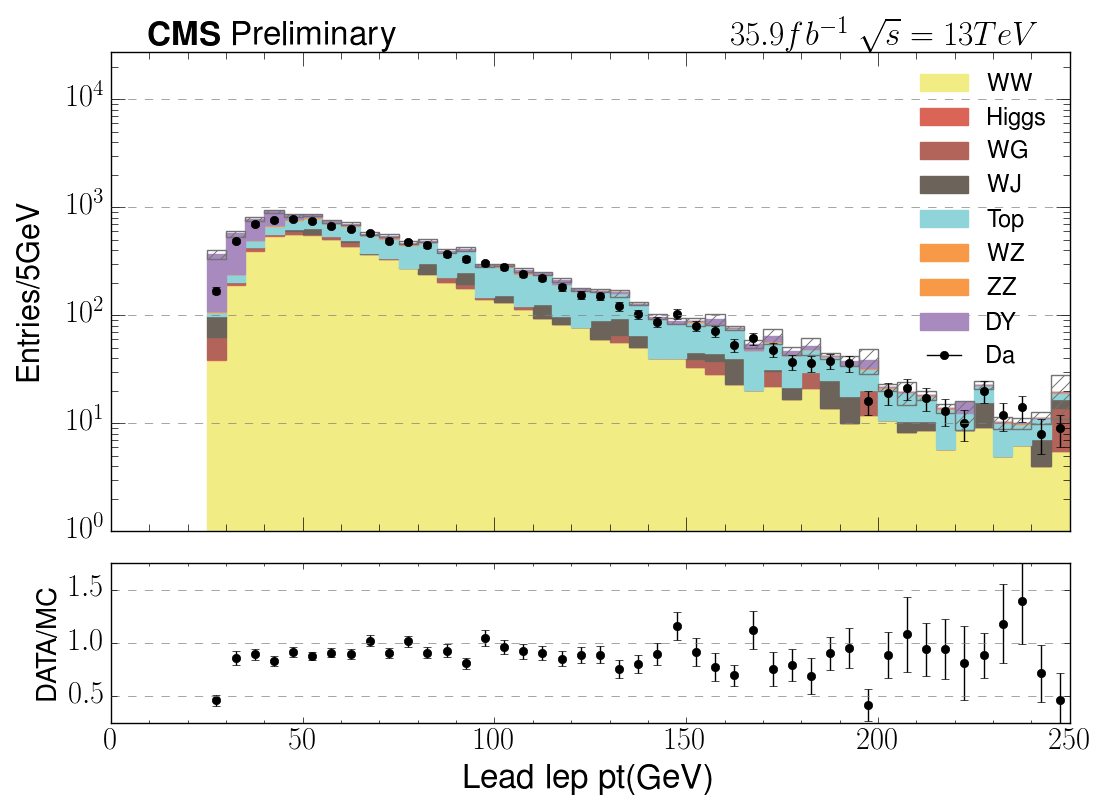 CMS Preliminary 35.9fb⁻¹ √s = 13TeV
Entries/5GeV
10⁴
10³
10²
10¹
10⁰
WW
Higgs
WG
WJ
Top
WZ
ZZ
DY
Da
DATA/MC
1.5
1.0
0.5
0 50 100 150 200 250
Lead lep pt(GeV)